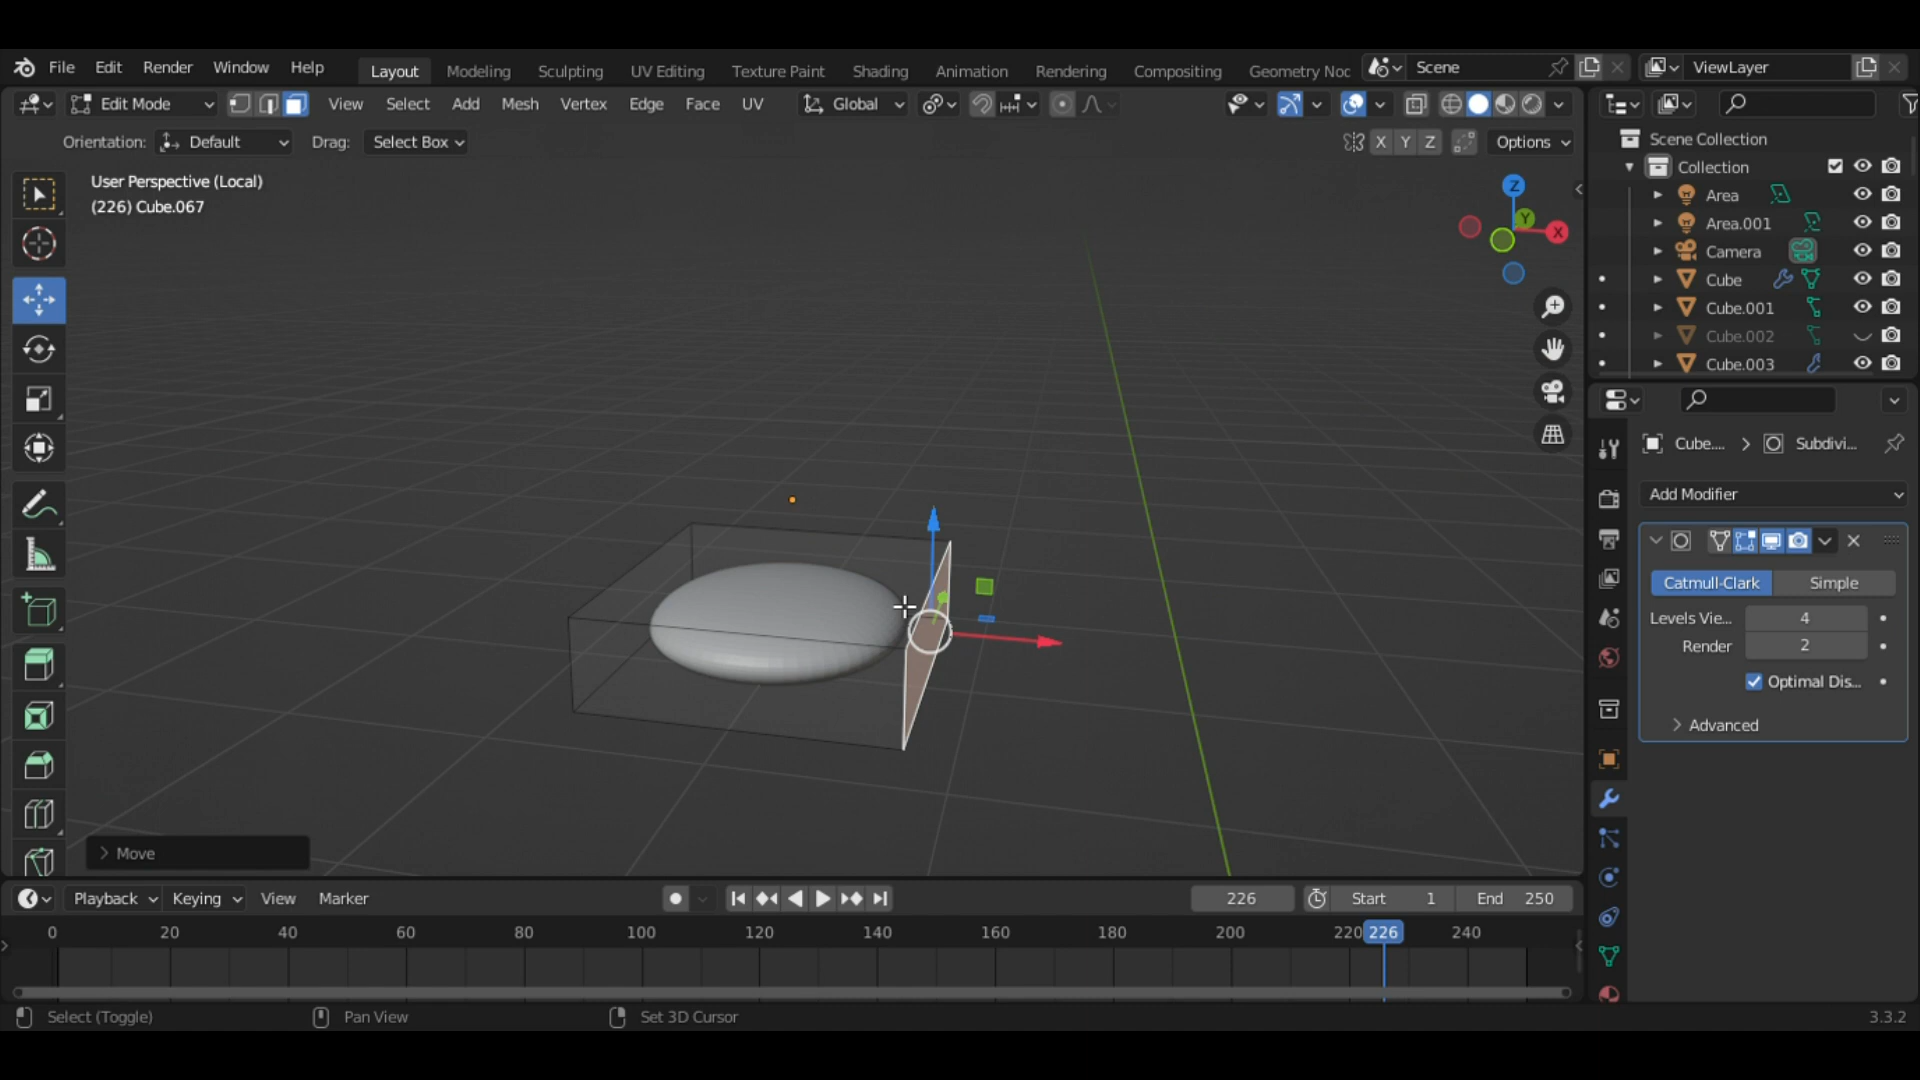 File Edit Render Window Help Layout Modeling Sculpting UV Editing Texture Paint Shading Animation Rendering Compositing Geometry Noc Scene ViewLayer
Edit Mode View Select Add Mesh Vertex Edge Face UV Global
Orientation: Default Drag: Select Box X Y Z Options
User Perspective (Local)
(226) Cube.067
Z
Y
X
Scene Collection
Collection
Area
Area.001
Camera
Cube
Cube.001
Cube.002
Cube.003
Cube.... Subdivi...
Add Modifier
Catmull-Clark Simple
Levels Vie... 4
Render 2
Optimal Dis...
Advanced
Move
Playback Keying View Marker 226 Start 1 End 250
0 20 40 60 80 100 120 140 160 180 200 220 226 240
Select (Toggle) Pan View Set 3D Cursor 3.3.2